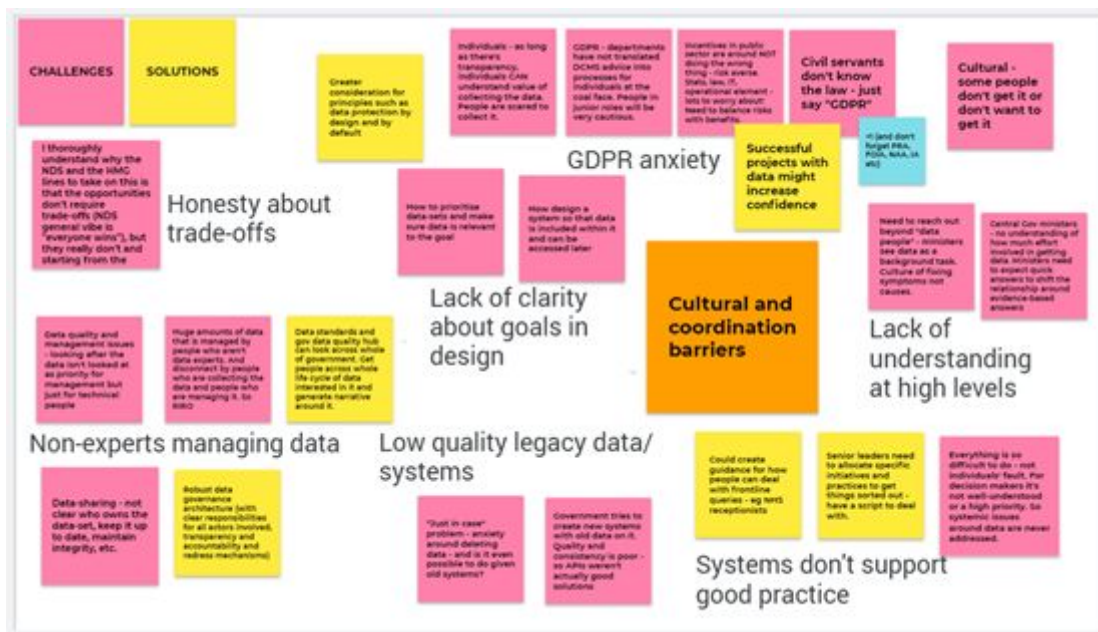 CHALLENGES
SOLUTIONS
Greater
consideration for
principles such as
data protection by
design and by
default
Individuals - as long
as there's
transparency,
individuals CAN
understand value of
collecting the data.
People are scared to
collect it.
GDPR - departments
have not translated
DCMS advice into
processes for
individuals at the
coal face. People in
junior roles will be
very cautious.
Incentives in public
sector are around NOT
doing the wrong
thing - risk averse.
Stats, law, IT,
operational element -
lots to worry about! Need
to balance risks
with benefits.
Civil servants
don't know
the law - just
say "GDPR"
Cultural -
some people
don't get it or
don't want to
get it
GDPR anxiety
Successful
projects with
data might
increase
confidence
+1 (and don't
forget PRA,
FOIA, NAA, IA
etc)
I thoroughly
understand why the
NDS and the HMG
lines to take on this is
that the opportunities
don't require
trade-offs (NDS
general vibe is
"everyone wins"), but
they really don't and
starting from the
Honesty about
trade-offs
How to prioritise
data-sets and make
sure data is relevant
to the goal
How design a
system so that data
is included within it
and can be
accessed later
Lack of clarity
about goals in
design
Cultural and
coordination
barriers
Need to reach out
beyond "data
people" - ministers
see data as a
background task.
Culture of fixing
symptoms not
causes.
Central Gov ministers
- no understanding of
how much effort
involved in getting
data. Ministers need
to expect quick
answers to shift the
relationship around
evidence-based answers
Lack of
understanding
at high levels
Data quality and
management issues
- looking after the
data isn't looked at
as priority for
management but
just for technical
people
Huge amounts of data
that is managed by
people who aren't
data experts. And
disconnect by people
who are collecting the
data and people who
are managing it. So
RIRO
Data standards and
gov data quality hub
can look across whole
of government. Get
people across whole
life cycle of data
interested in it and
generate narrative
around it.
Non-experts managing data
Data-sharing - not
clear who owns the
data-set, keep it up
to date, maintain
integrity, etc.
Robust data
governance
architecture (with
clear responsibilities
for all actors involved,
transparency and
accountability and
redress mechanisms)
Low quality legacy data/
systems
"Just in case"
problem - anxiety
around deleting data
- and is it even
possible to do given
old systems?
Government tries to
create new systems
with old data on it.
Quality and
consistency is poor -
so APIs weren't
actually good
solutions
Could create
guidance for how
people can deal
with frontline
queries - eg NHS
receptionists
Senior leaders need
to allocate specific
initiatives and
practices to get
things sorted out -
have a script to deal
with.
Everything is so
difficult to do - not
individuals' fault. For
decision makers it's
not well-understood
or a high priority. So
systemic issues
around data are never
addressed.
Systems don't support
good practice